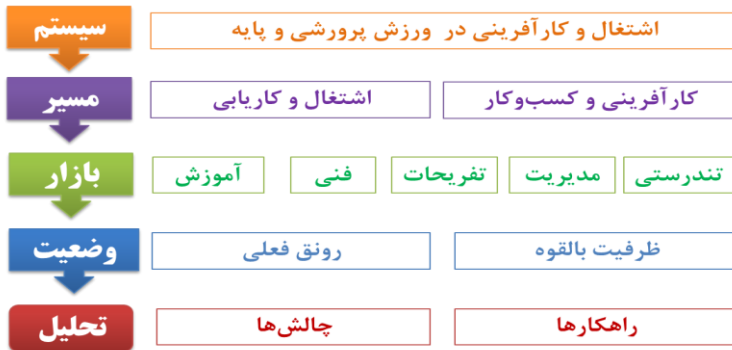 سیستم
اشتغال و کارآفرینی در ورزش پرورشی و پایه
مسیر
کارآفرینی و کسب‌وکار
اشتغال و کاریابی
بازار
تندرستی
مدیریت
تفریحات
فنی
آموزش
وضعیت
ظرفیت بالقوه
رونق فعلی
تحلیل
راهکارها
چالش‌ها